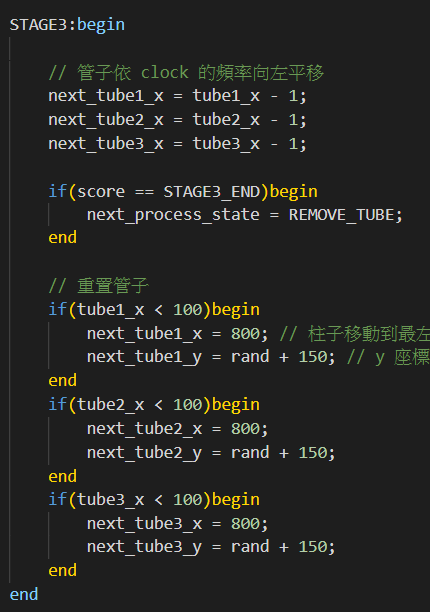 STAGE3:begin
// 管子依 clock 的頻率向左平移
next_tube1_x = tube1_x - 1;
next_tube2_x = tube2_x - 1;
next_tube3_x = tube3_x - 1;
if(score == STAGE3_END)begin
next_process_state = REMOVE_TUBE;
end
// 重置管子
if(tube1_x < 100)begin
next_tube1_x = 800; // 柱子移動到最左
next_tube1_y = rand + 150; // y 座標
end
if(tube2_x < 100)begin
next_tube2_x = 800;
next_tube2_y = rand + 150;
end
if(tube3_x < 100)begin
next_tube3_x = 800;
next_tube3_y = rand + 150;
end
end